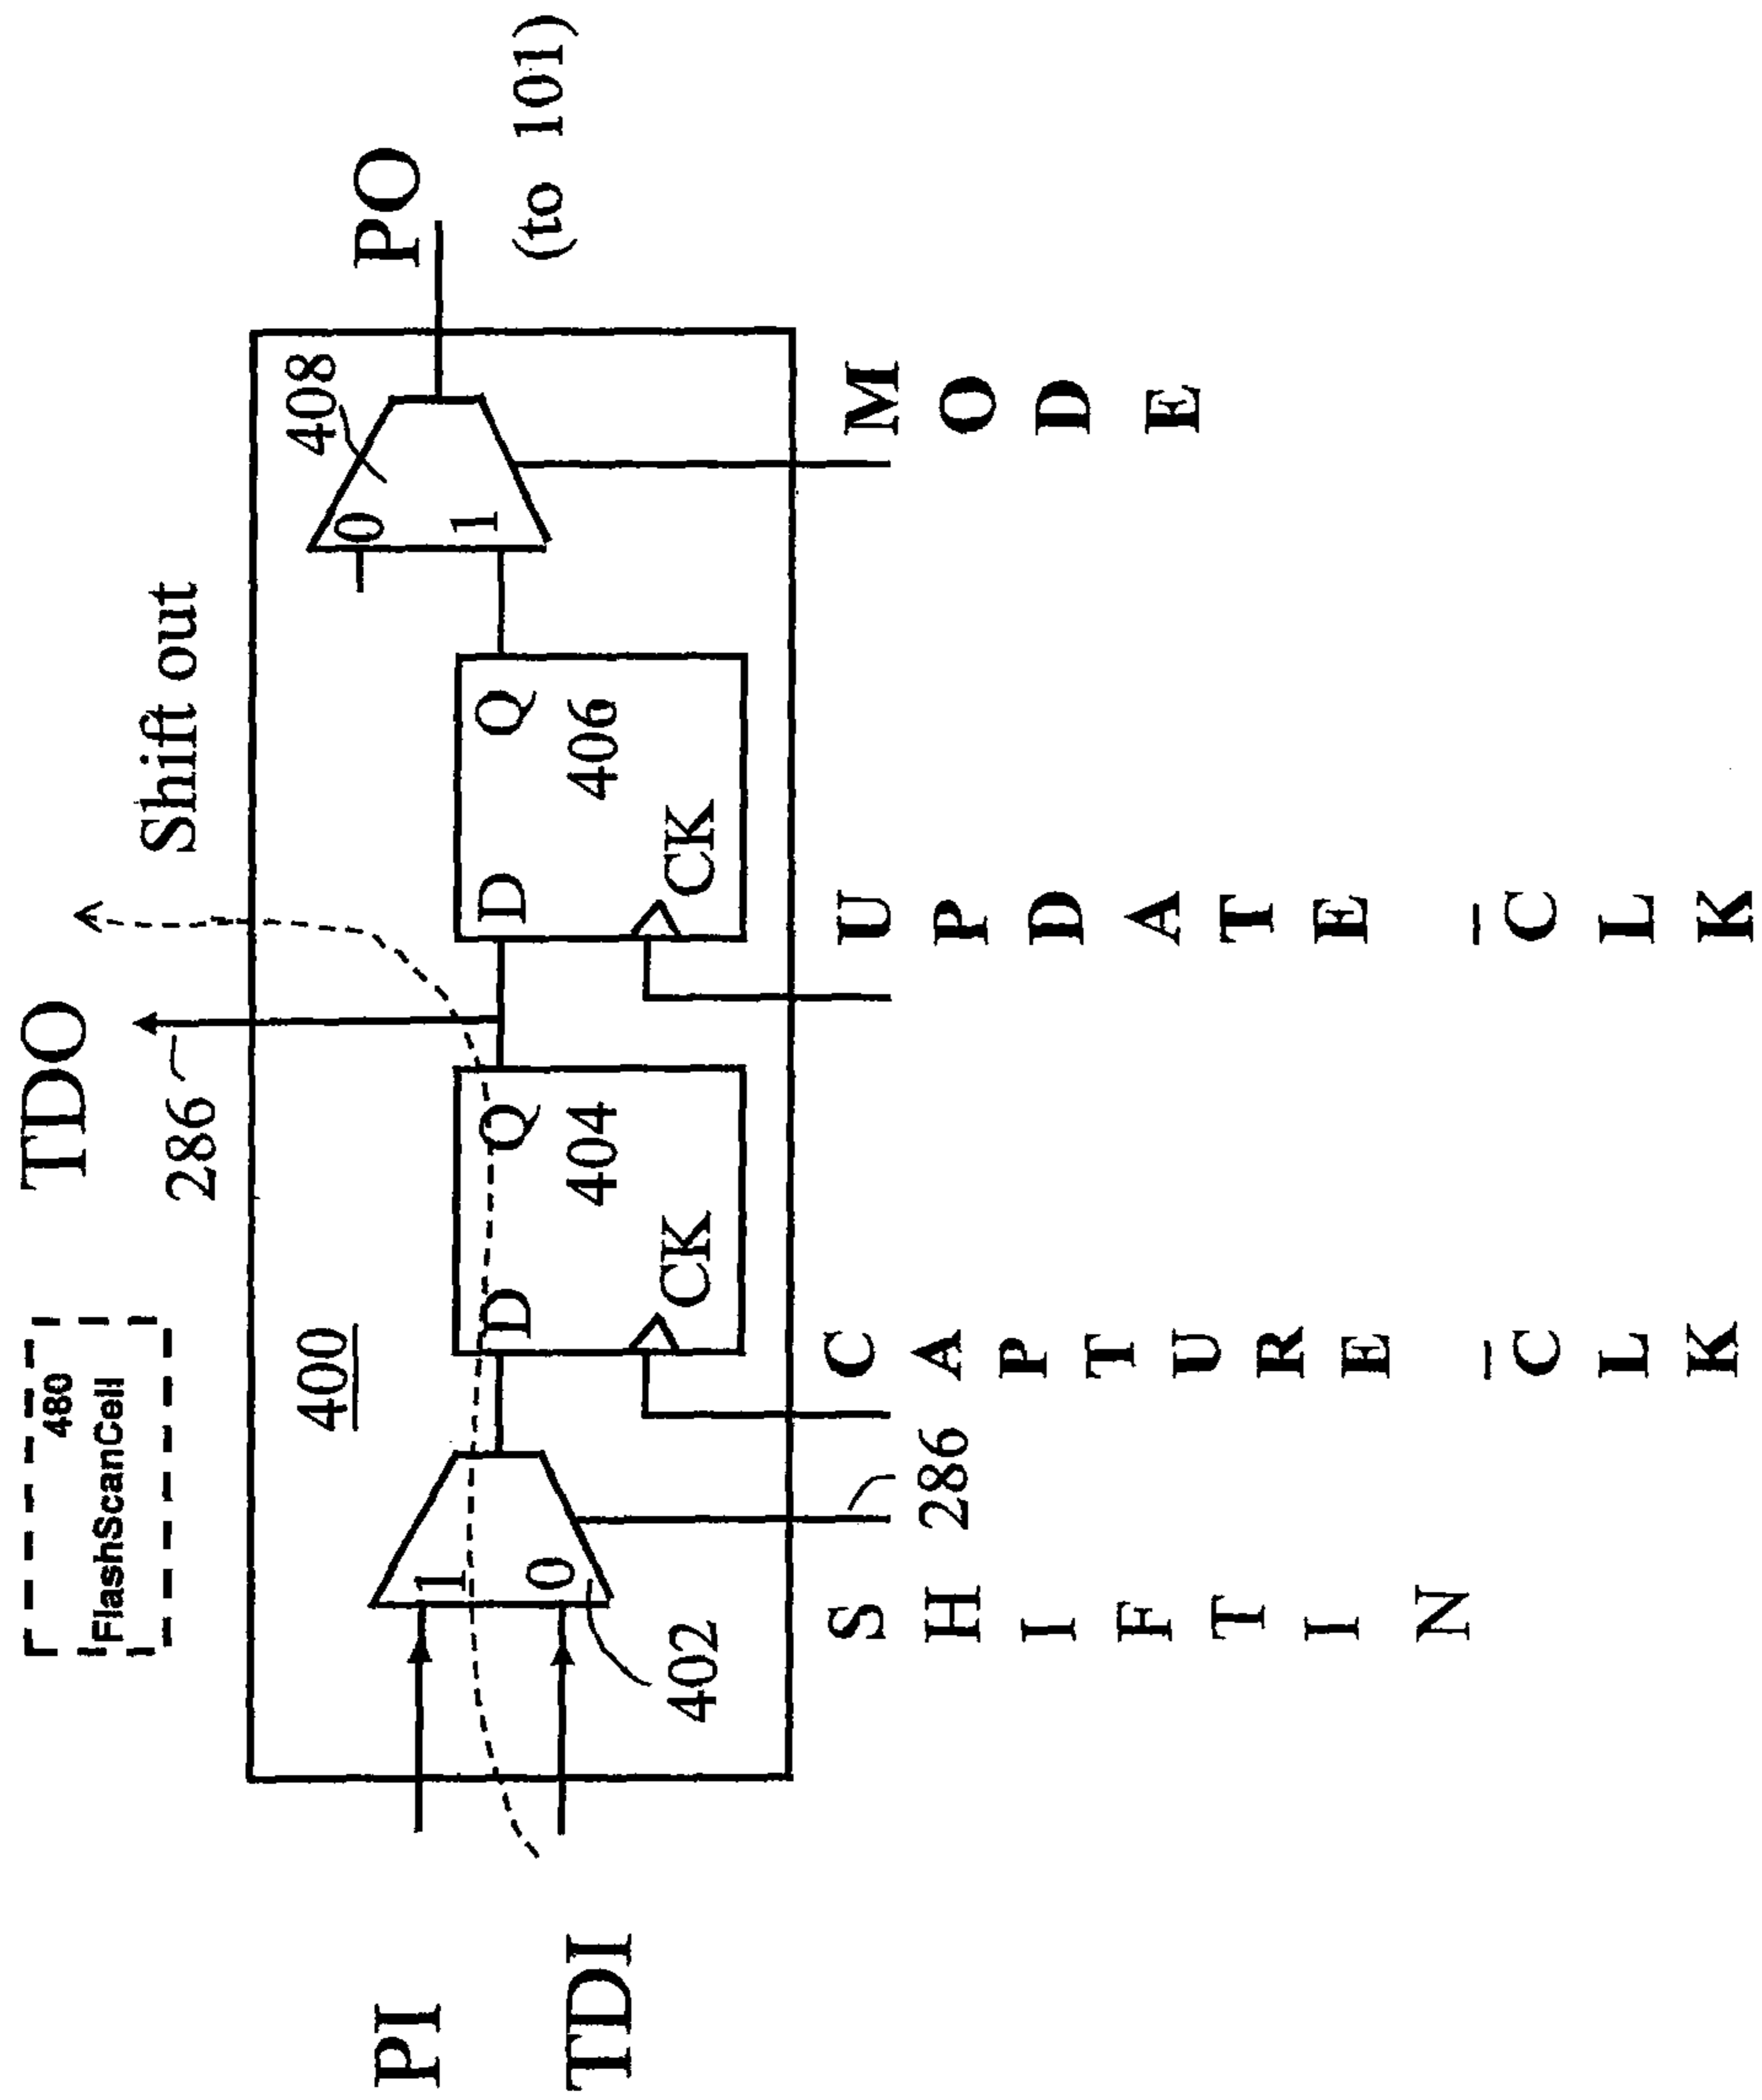 480
FlashScanCell
TDO
286
Shift out
400
408
PI
TDI
1
0
402
D
Q
404
CK
D
Q
406
CK
0
1
PO
(to 101)
286
SHIFTIN
CAPTURE_CLK
UPDATE_CLK
MODE